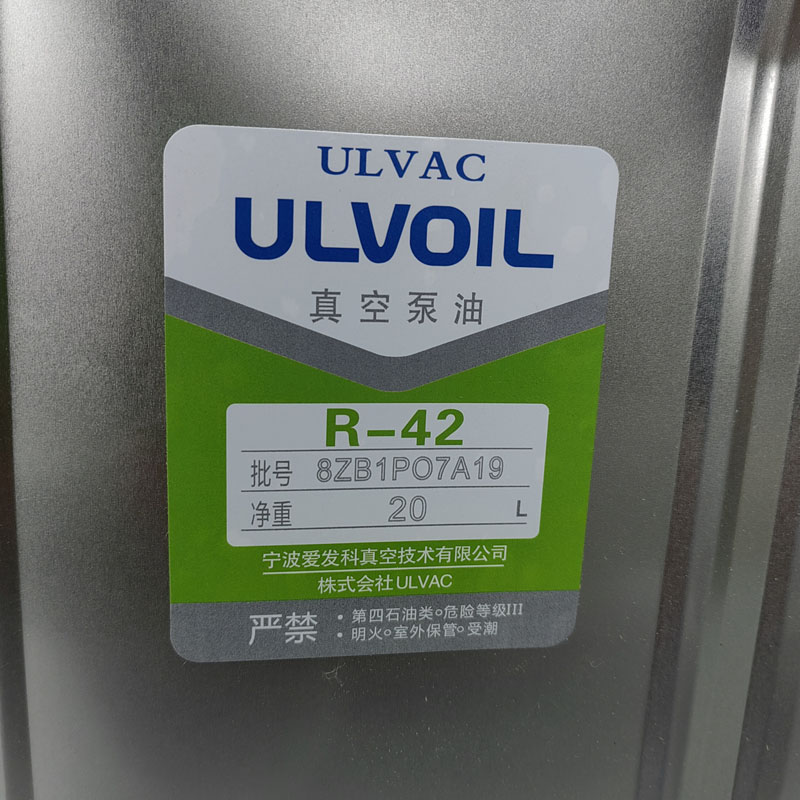 ULVAC
ULVOIL
真空泵油
R-42
批号 8ZB1PO7A19
净重 20 L
宁波爱发科真空技术有限公司
株式会社ULVAC
严禁
·第四石油类。危险等级III
·明火。室外保管。受潮